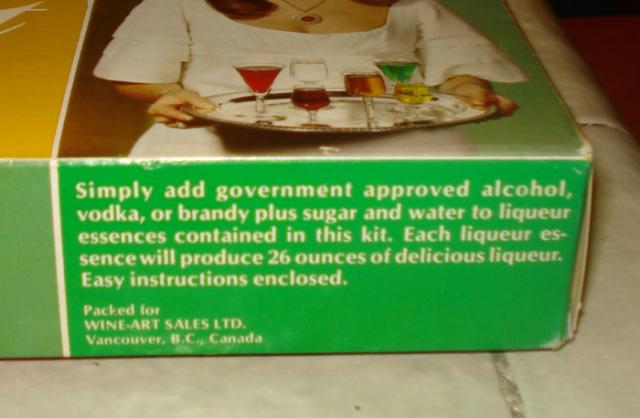 Simply add government approved alcohol,
vodka, or brandy plus sugar and water to liqueur
essences contained in this kit. Each liqueur es-
sence will produce 26 ounces of delicious liqueur.
Easy instructions enclosed.
Packed for
WINE-ART SALES LTD.
Vancouver, B.C., Canada